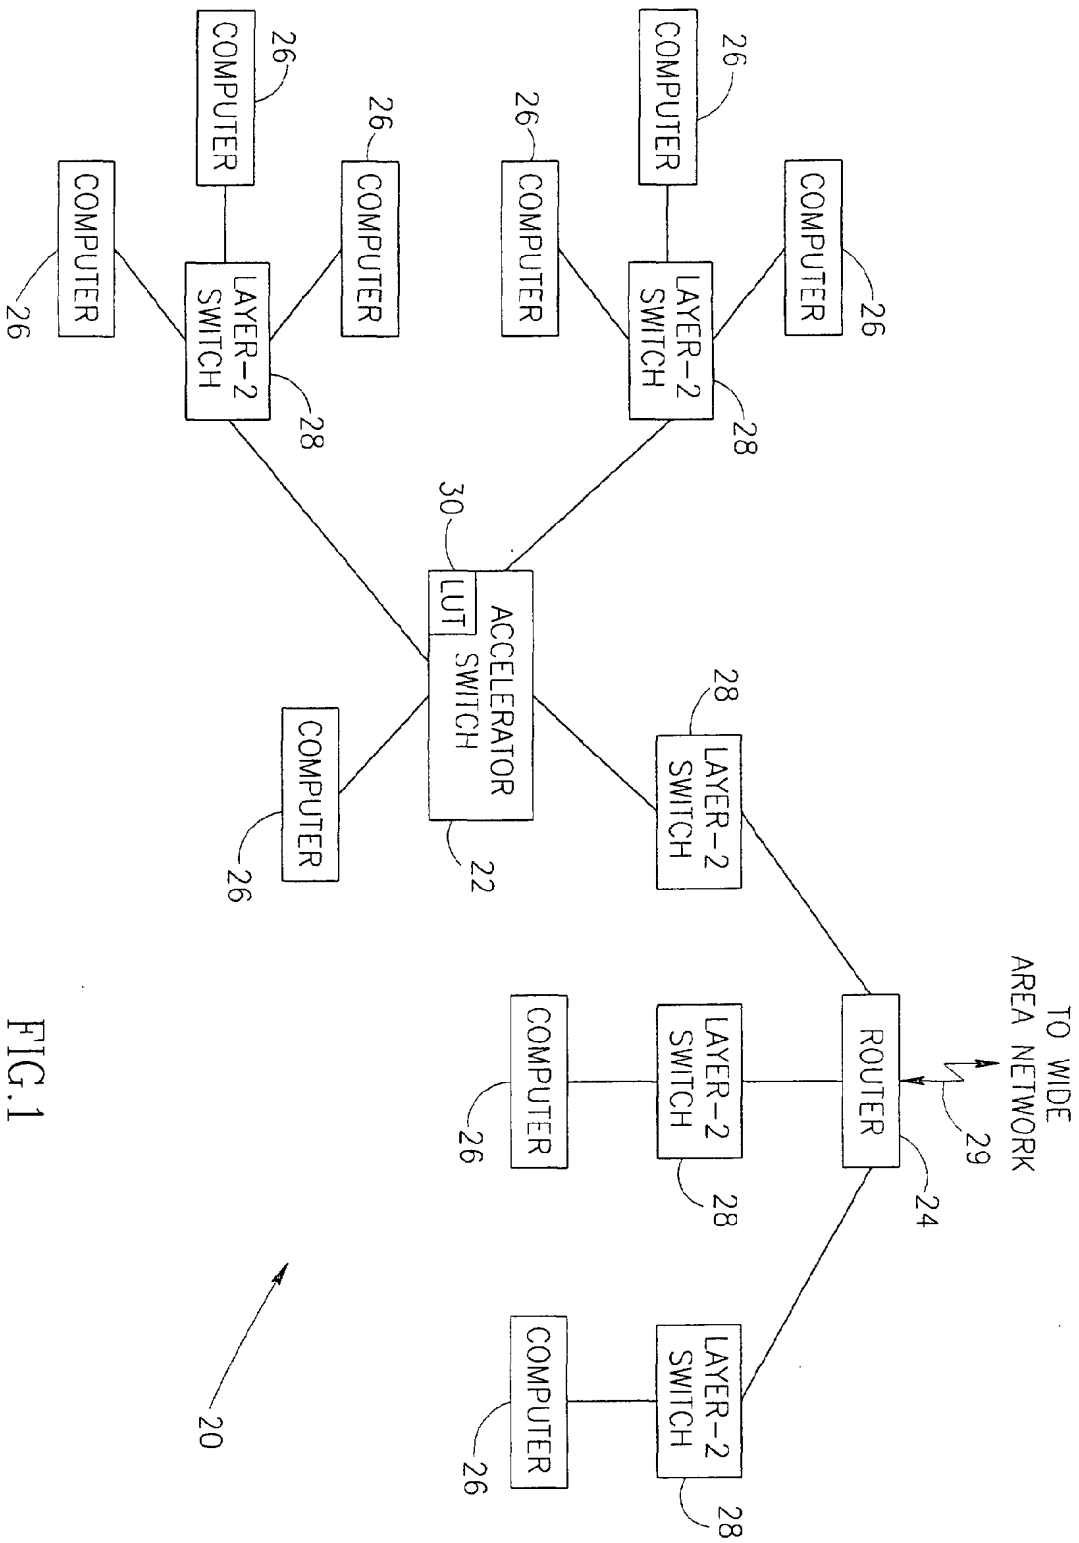 TO WIDE
AREA NETWORK
29
ROUTER
24
LAYER-2
SWITCH
28
LAYER-2
SWITCH
28
LAYER-2
SWITCH
28
COMPUTER
26
COMPUTER
26
COMPUTER
26
COMPUTER
26
COMPUTER
26
LAYER-2
SWITCH
28
ACCELERATOR
SWITCH
LUT
30
22
COMPUTER
26
COMPUTER
26
COMPUTER
26
COMPUTER
26
LAYER-2
SWITCH
28
20
FIG.1